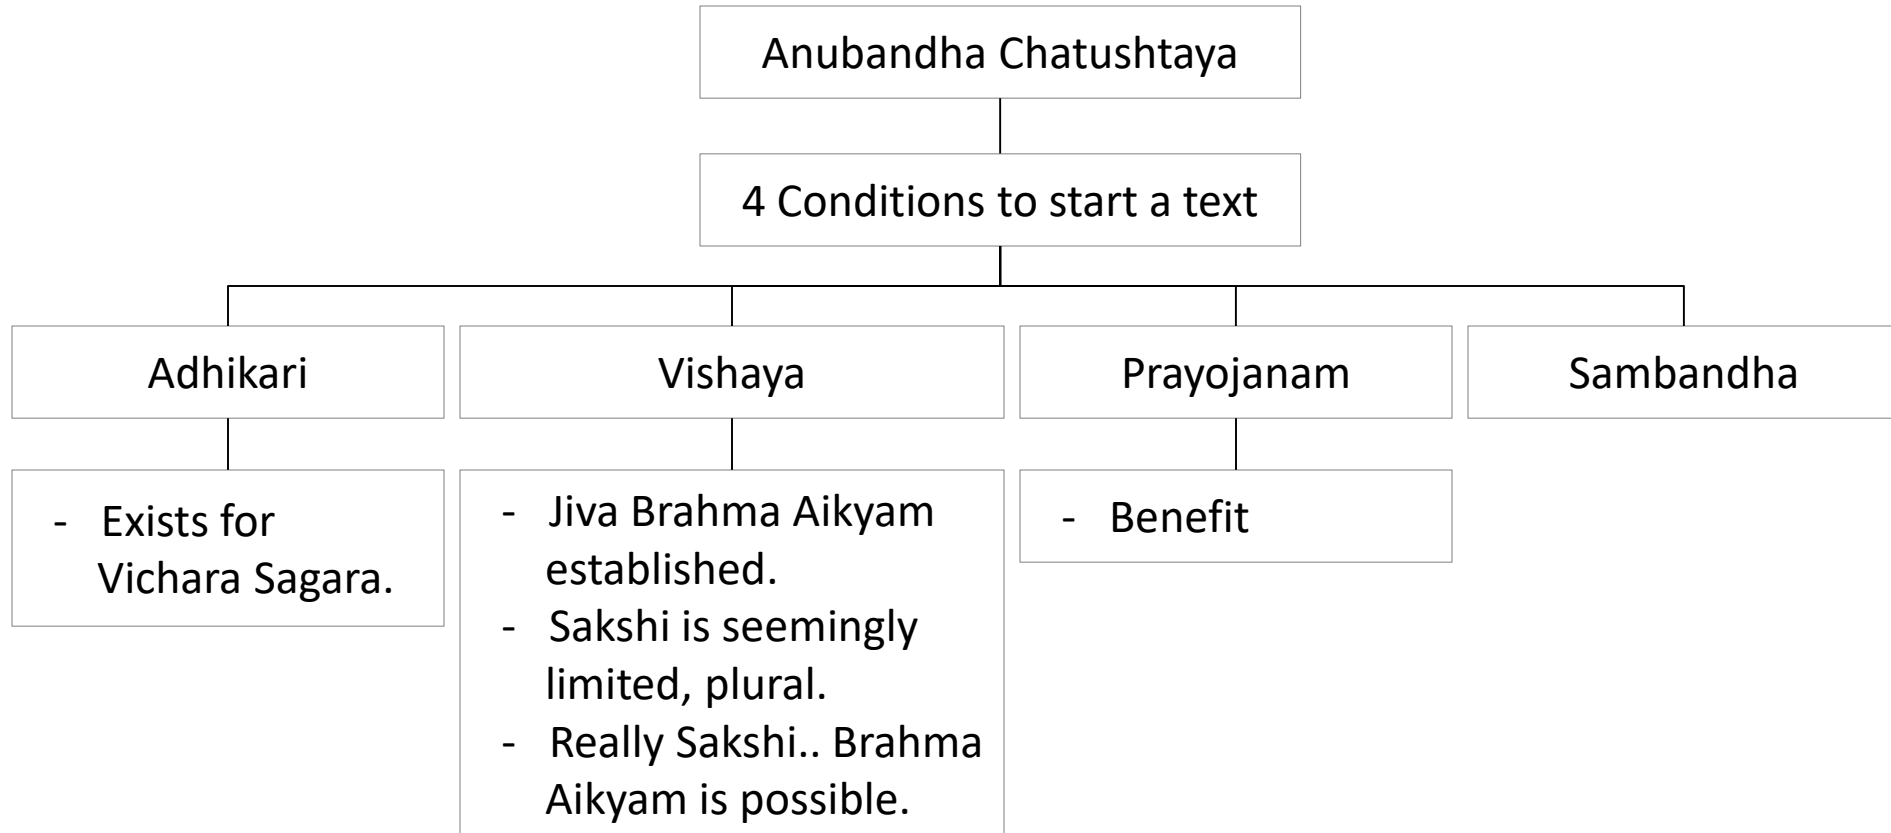 Anubandha Chatushtaya
4 Conditions to start a text
Adhikari
Vishaya
Prayojanam
Sambandha
- Exists for
Vichara Sagara.
- Jiva Brahma Aikyam
established.
- Sakshi is seemingly
limited, plural.
- Really Sakshi.. Brahma
Aikyam is possible.
- Benefit